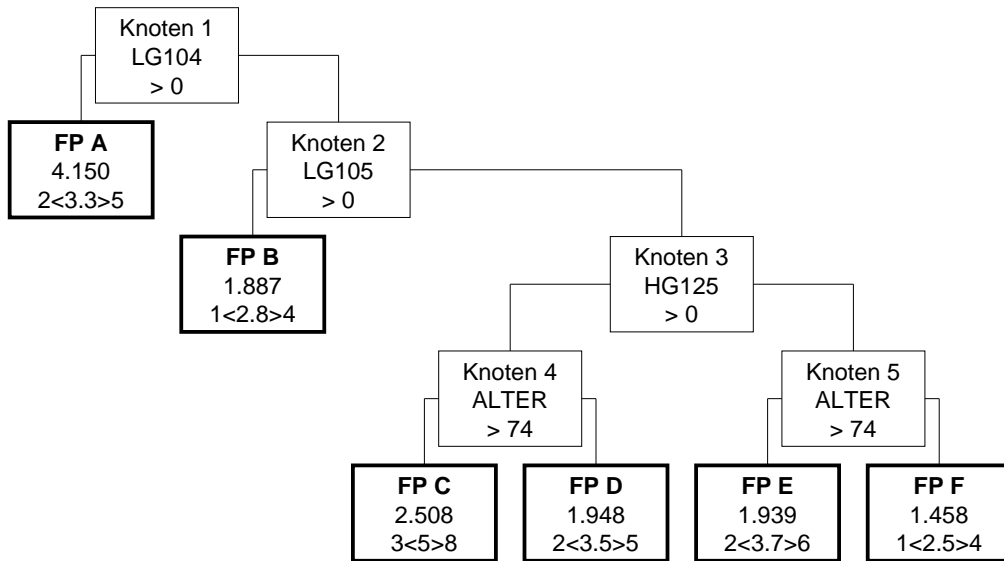 Knoten 1
LG104
> 0
FP A
4.150
2<3.3>5
Knoten 2
LG105
> 0
FP B
1.887
1<2.8>4
Knoten 3
HG125
> 0
Knoten 4
ALTER
> 74
Knoten 5
ALTER
> 74
FP C
2.508
3<5>8
FP D
1.948
2<3.5>5
FP E
1.939
2<3.7>6
FP F
1.458
1<2.5>4